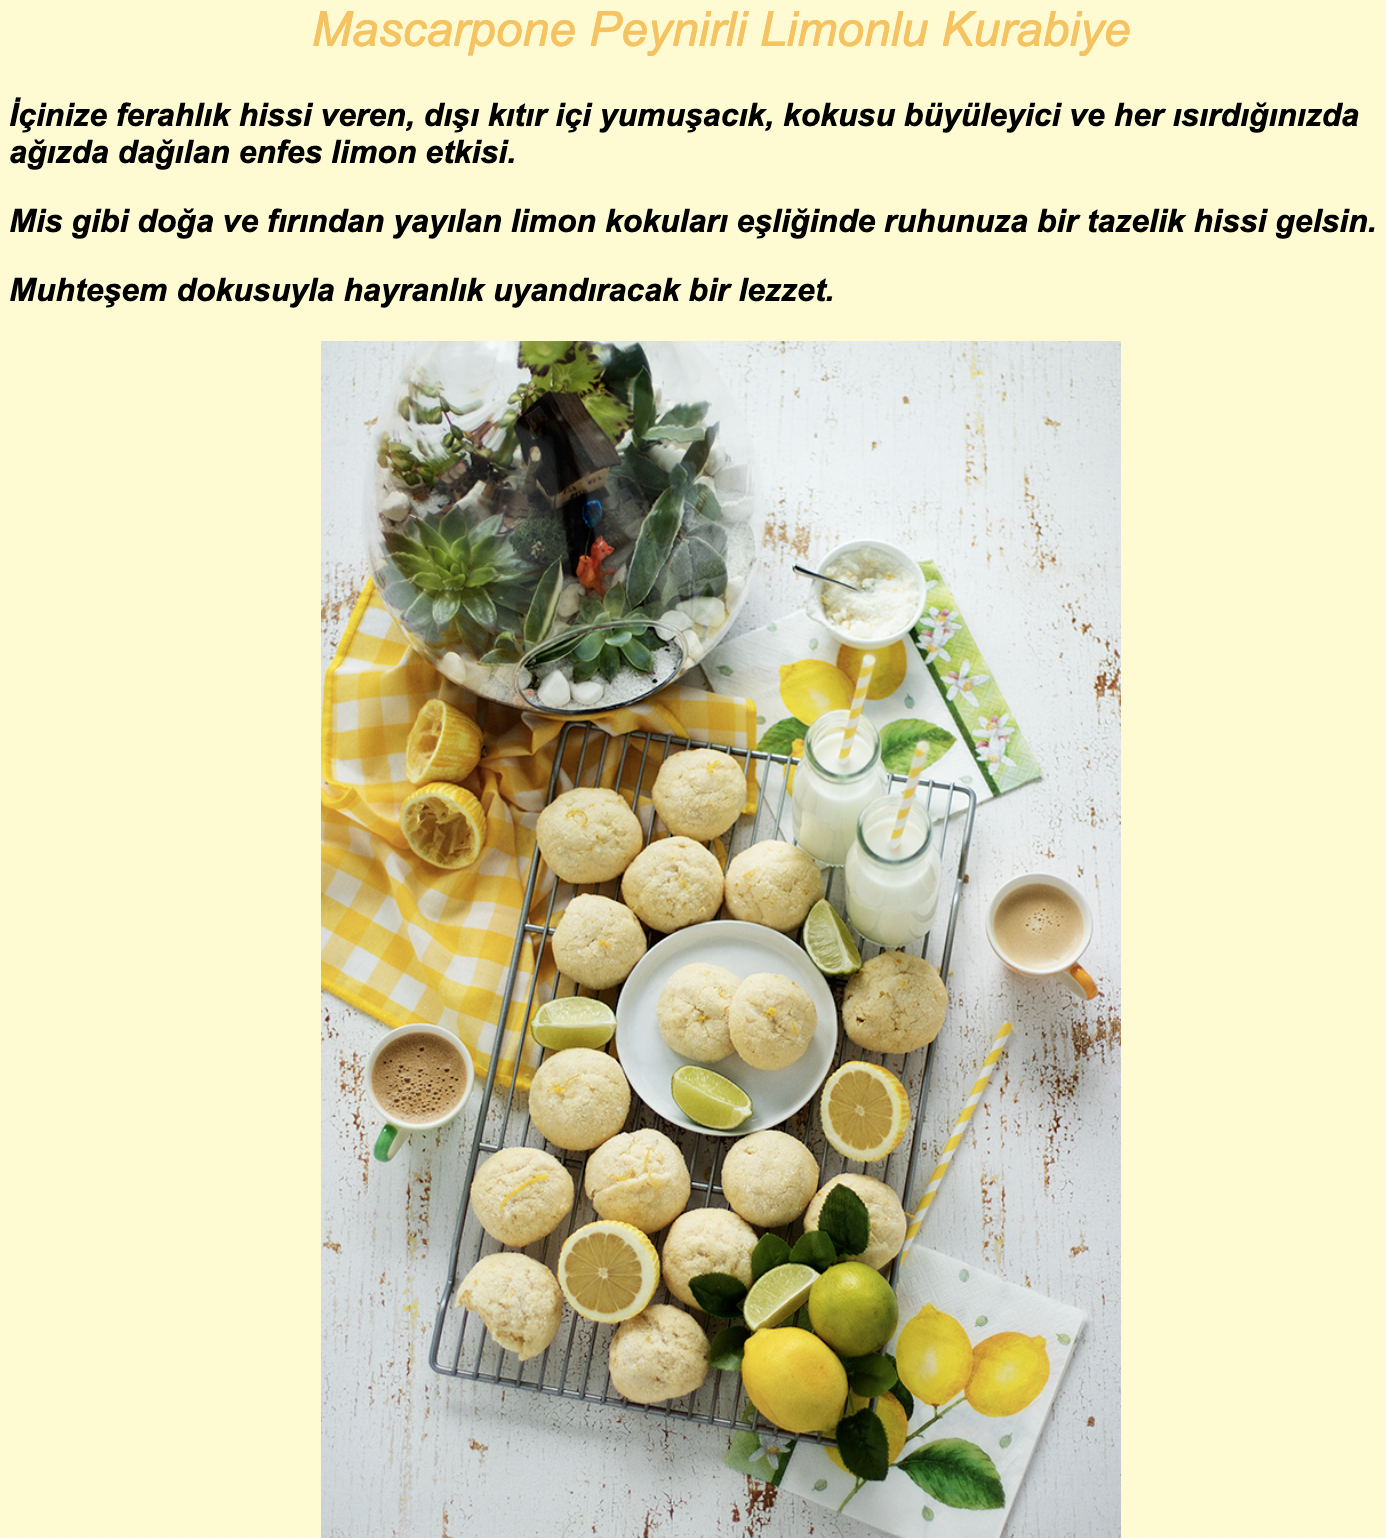 Mascarpone Peynirli Limonlu Kurabiye
İçinize ferahlık hissi veren, dışı kıtır içi yumuşacık, kokusu büyüleyici ve her ısırdığınızda
ağızda dağılan enfes limon etkisi.
Mis gibi doğa ve fırından yayılan limon kokuları eşliğinde ruhunuza bir tazelik hissi gelsin.
Muhteşem dokusuyla hayranlık uyandıracak bir lezzet.